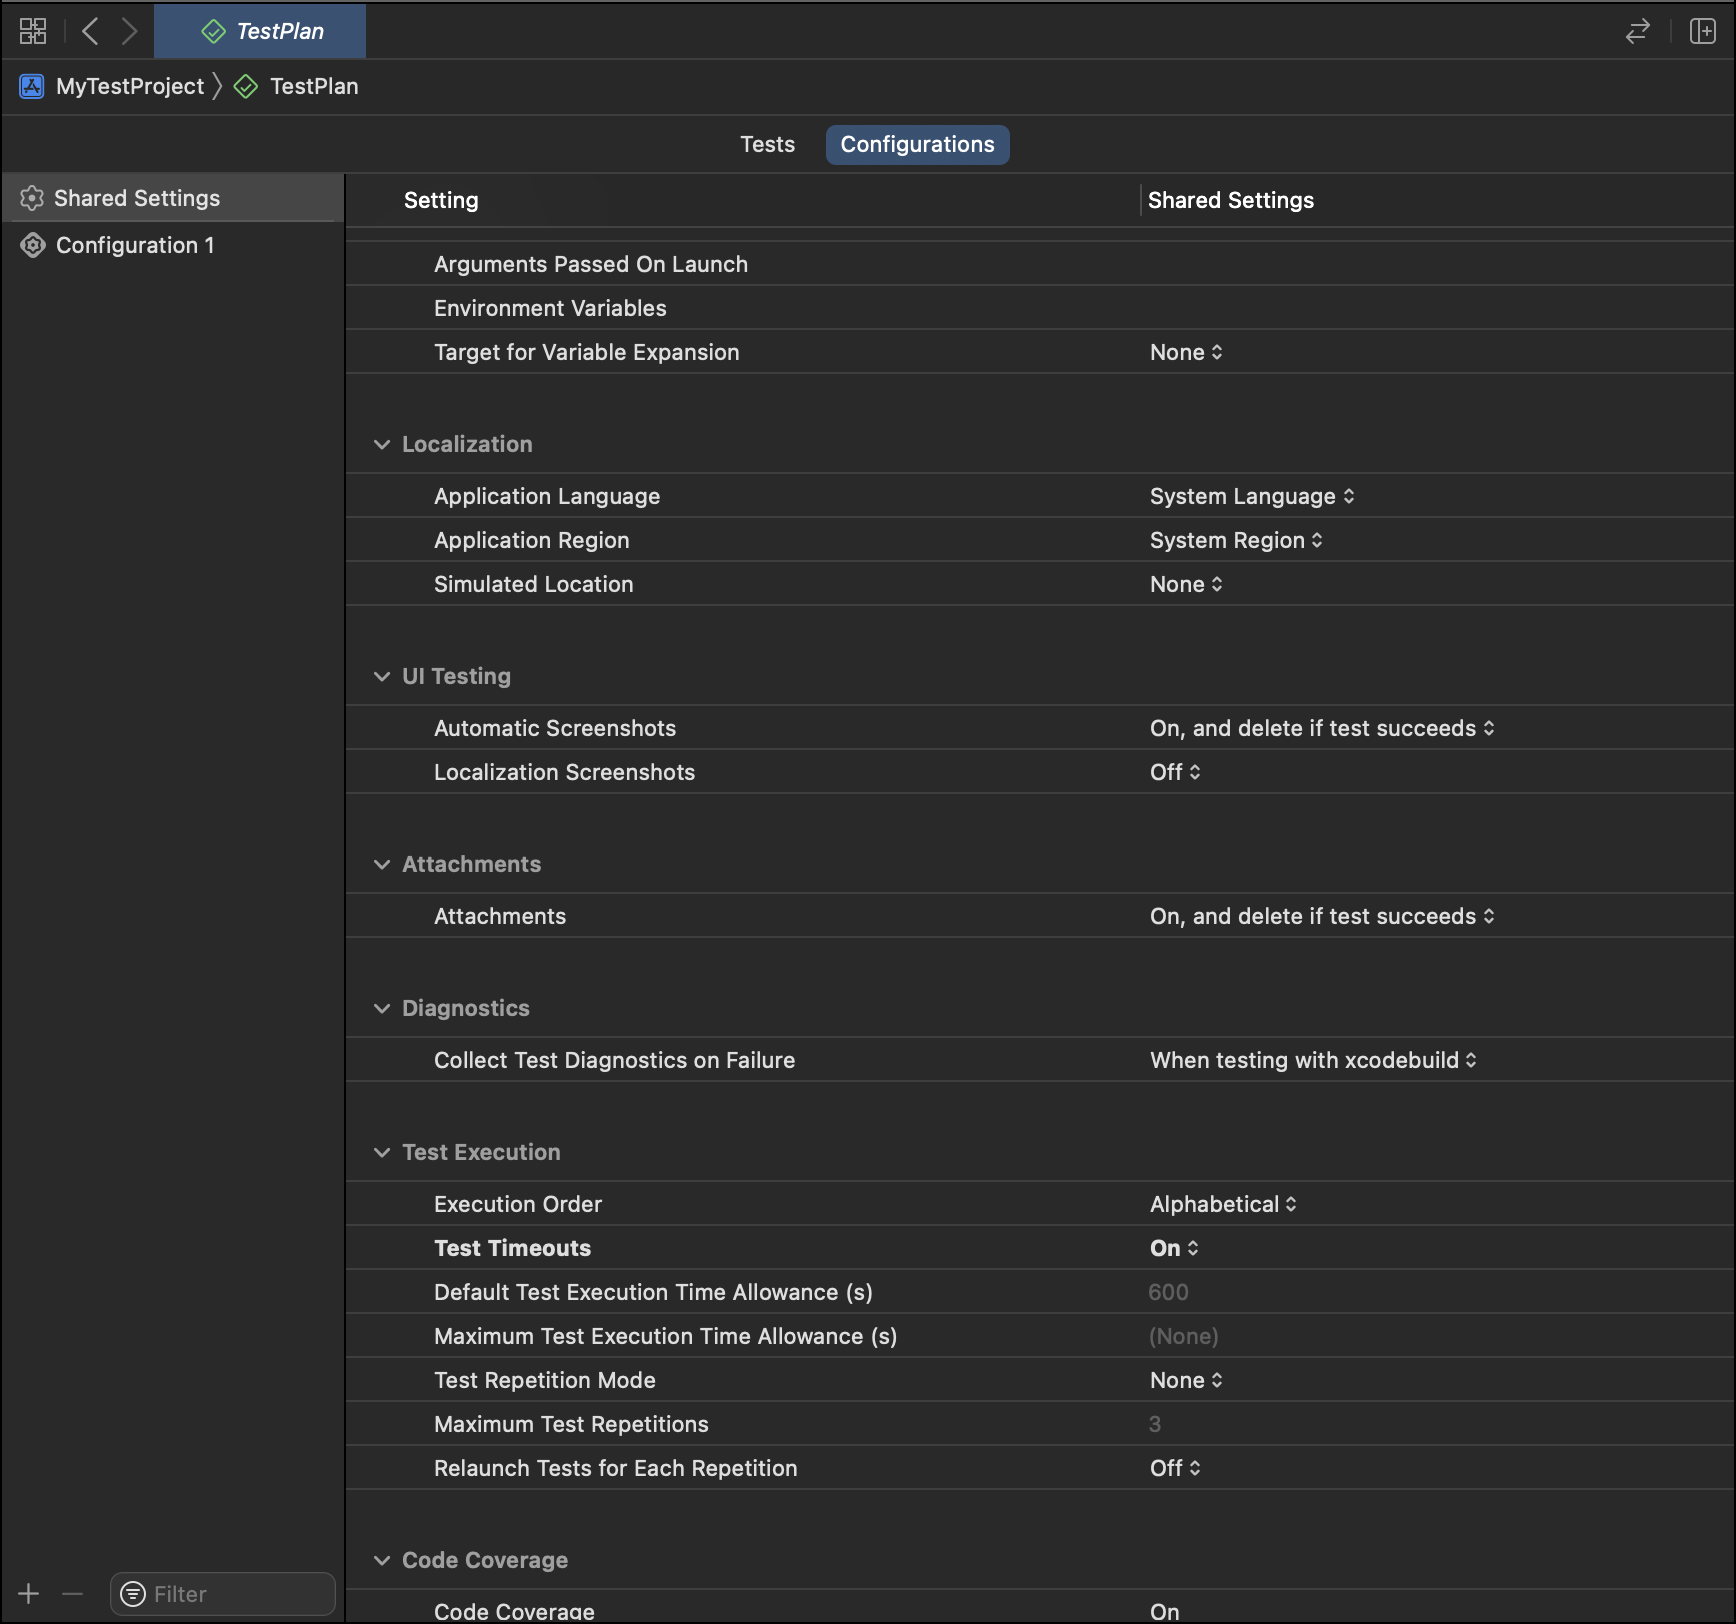 TestPlan
MyTestProject TestPlan
Tests Configurations
Shared Settings
Configuration 1
Setting Shared Settings
Arguments Passed On Launch
Environment Variables
Target for Variable Expansion None
Localization
Application Language System Language
Application Region System Region
Simulated Location None
UI Testing
Automatic Screenshots On, and delete if test succeeds
Localization Screenshots Off
Attachments
Attachments On, and delete if test succeeds
Diagnostics
Collect Test Diagnostics on Failure When testing with xcodebuild
Test Execution
Execution Order Alphabetical
Test Timeouts On
Default Test Execution Time Allowance (s) 600
Maximum Test Execution Time Allowance (s) (None)
Test Repetition Mode None
Maximum Test Repetitions 3
Relaunch Tests for Each Repetition Off
Code Coverage
Code Coverage On
Filter